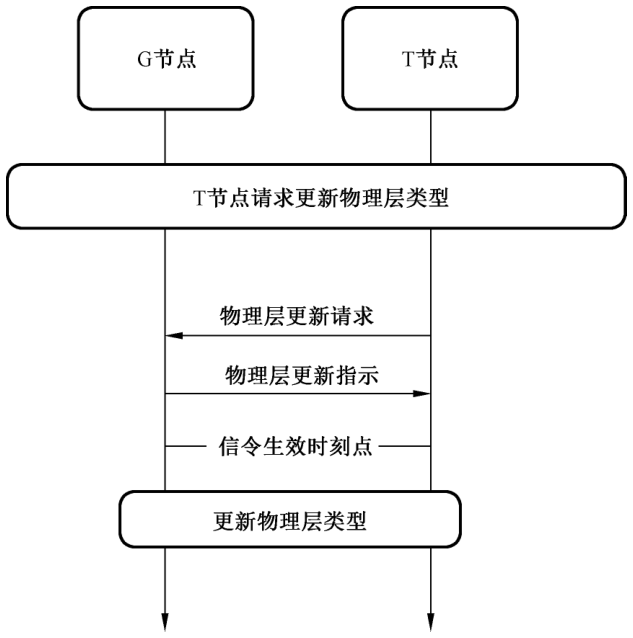 G节点
T节点
T节点请求更新物理层类型
物理层更新请求
物理层更新指示
信令生效时刻点
更新物理层类型